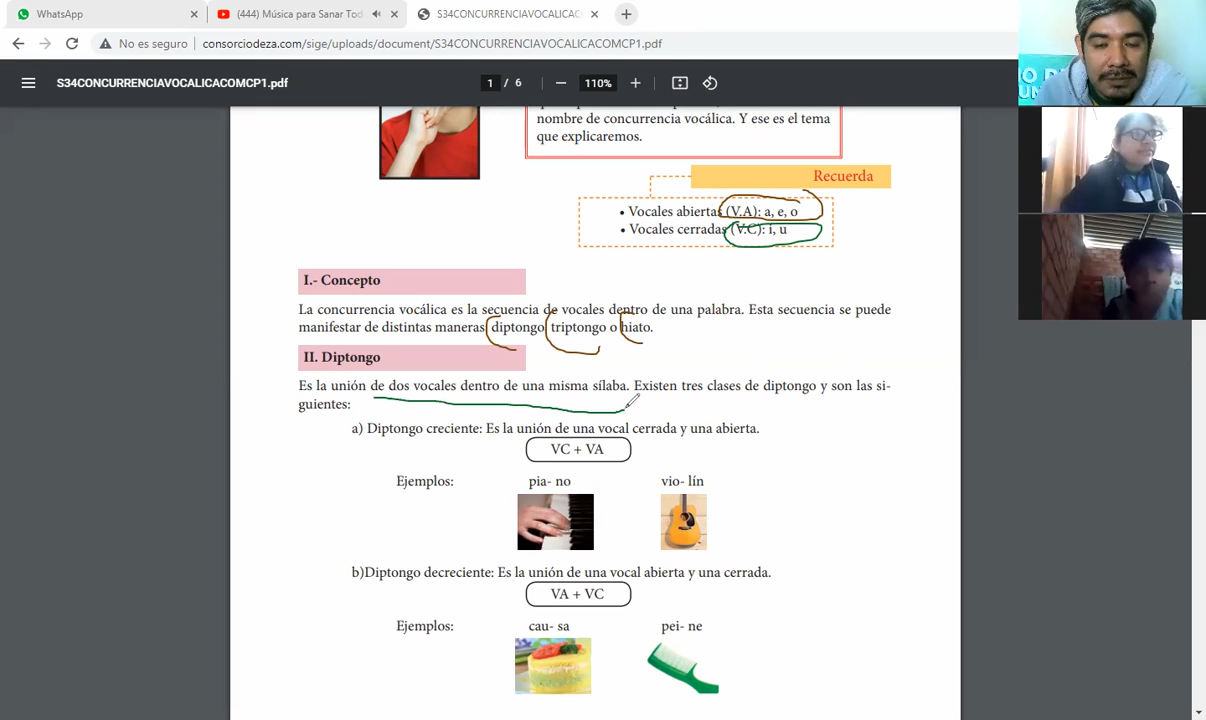 WhatsApp
(444) Música para Sanar Tod
S34CONCURRENCIAVOCALICAC
No es seguro
consorciodeza.com/sige/uploads/document/S34CONCURRENCIAVOCALICACOMCP1.pdf
S34CONCURRENCIAVOCALICACOMCP1.pdf
1 / 6
110%
nombre de concurrencia vocálica. Y ese es el tema
que explicaremos.
Recuerda
• Vocales abiertas (V.A): a, e, o
• Vocales cerradas (V.C): i, u
I.- Concepto
La concurrencia vocálica es la secuencia de vocales dentro de una palabra. Esta secuencia se puede
manifestar de distintas maneras diptongo triptongo o hiato.
II. Diptongo
Es la unión de dos vocales dentro de una misma sílaba. Existen tres clases de diptongo y son las si-
guientes:
a) Diptongo creciente: Es la unión de una vocal cerrada y una abierta.
VC + VA
Ejemplos: pia- no vio- lín
b)Diptongo decreciente: Es la unión de una vocal abierta y una cerrada.
VA + VC
Ejemplos: cau- sa pei- ne